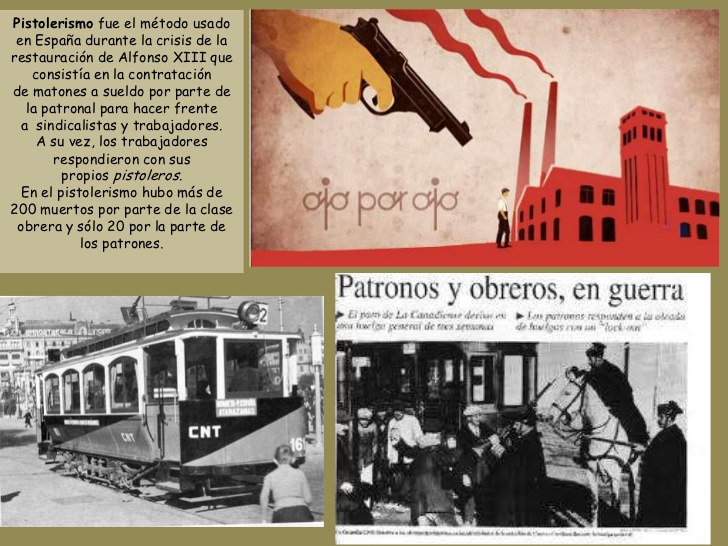 Pistolerismo fue el método usado
en España durante la crisis de la
restauración de Alfonso XIII que
consistía en la contratación
de matones a sueldo por parte de
la patronal para hacer frente
a sindicalistas y trabajadores.
A su vez, los trabajadores
respondieron con sus
propios pistoleros.
En el pistolerismo hubo más de
200 muertos por parte de la clase
obrera y sólo 20 por la parte de
los patrones.
ojo por ojo
Patronos y obreros, en guerra
► El paro de La Canadiense deriva en
una huelga general de tres semanas
► Los patronos responden a la oleada
de huelgas con un "lock-out"
CNT
CNT
ATARAZANAS
16